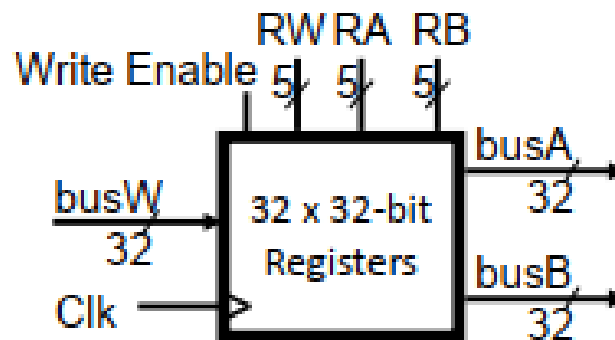 RW RA RB
Write Enable 5 5 5
busW
32
Clk
32 x 32-bit
Registers
busA
32
busB
32